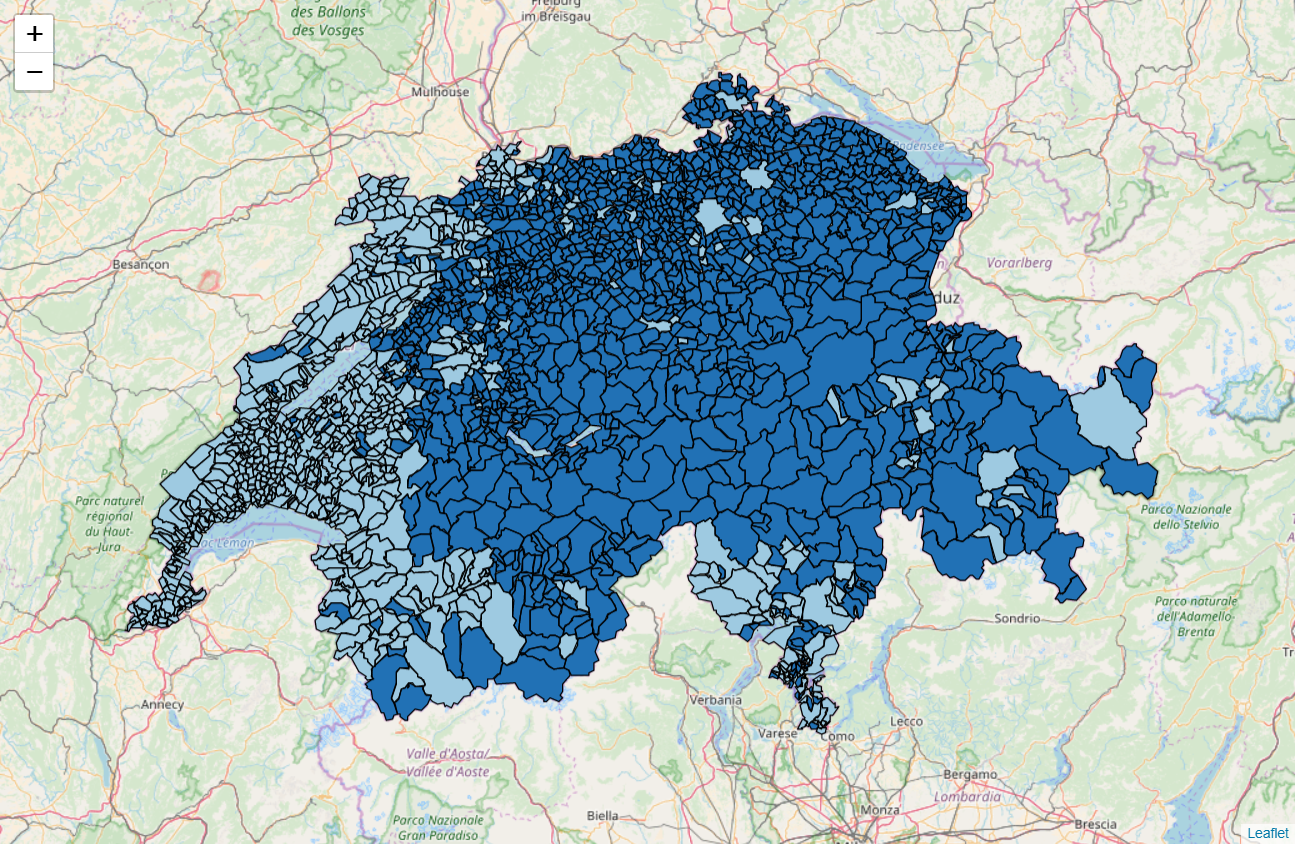 +
−
Freiburg
im Breisgau
des Ballons
des Vosges
Mulhouse
Bodensee
Besançon
Vorarlberg
duz
Parc naturel
régional
du Haut-
Jura
Parco Nazionale
dello Stelvio
Parco naturale
dell'Adamello-
Brenta
Sondrio
Annecy
Verbania
Lecco
Varese
Como
Valle d'Aosta/
Vallée d'Aoste
Bergamo
Lombardia
Parco Nazionale
Gran Paradiso
Biella
Monza
Brescia
Leaflet